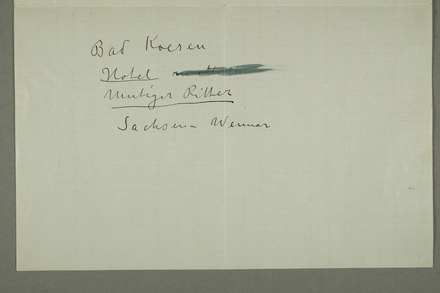 Bad Koesen
Hotel
Mutiger Ritter
Sachsen-Weimar